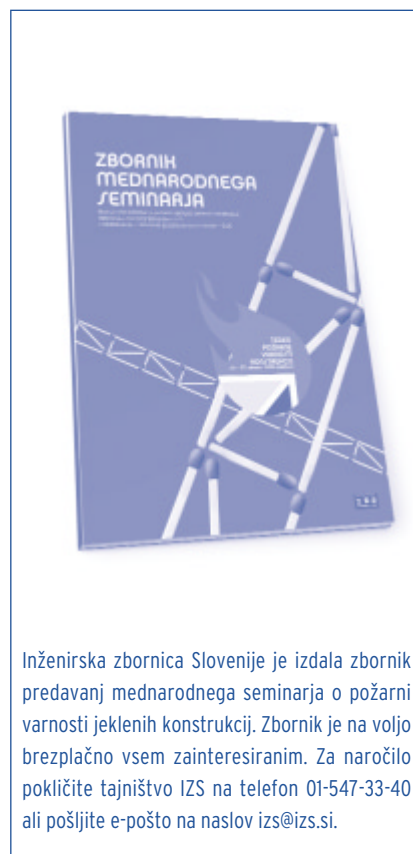 ZBORNIK
MEDNARODNEGA
SEMINARJA
Inženirska zbornica Slovenije je izdala zbornik
predavanj mednarodnega seminarja o požarni
varnosti jeklenih konstrukcij. Zbornik je na voljo
brezplačno vsem zainteresiranim. Za naročilo
pokličite tajništvo IZS na telefon 01-547-33-40
ali pošljite e-pošto na naslov izs@izs.si.